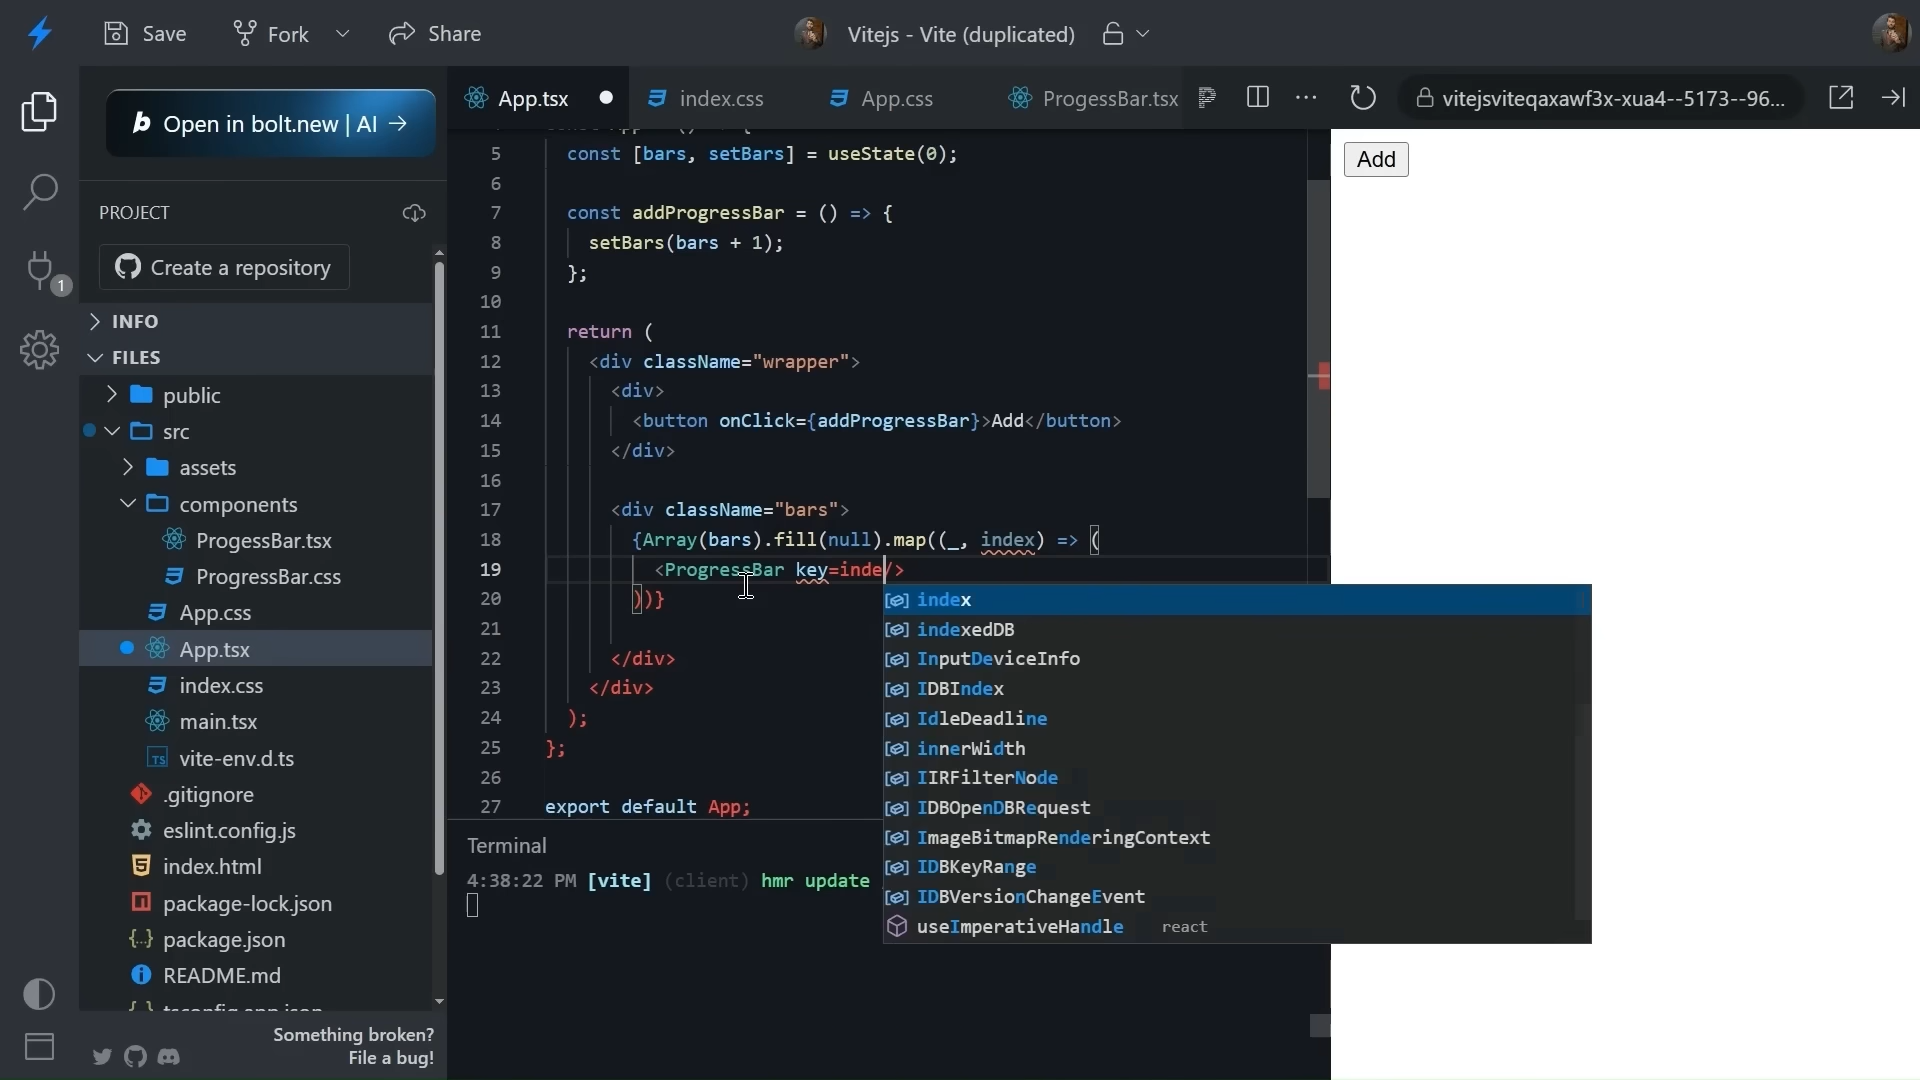 Save
Fork
Share
Vitejs - Vite (duplicated)
b Open in bolt.new | AI →
App.tsx
index.css
App.css
ProgessBar.tsx
vitejsviteqaxawf3x-xua4--5173--96...
PROJECT
Create a repository
1
INFO
FILES
public
src
assets
components
ProgessBar.tsx
ProgressBar.css
App.css
App.tsx
index.css
main.tsx
vite-env.d.ts
.gitignore
eslint.config.js
index.html
package-lock.json
package.json
README.md
tsconfig.app.json
Something broken?
File a bug!
5 const [bars, setBars] = useState(0);
6
7 const addProgressBar = () => {
8 setBars(bars + 1);
9 };
10
11 return (
12 <div className="wrapper">
13 <div>
14 <button onClick={addProgressBar}>Add</button>
15 </div>
16
17 <div className="bars">
18 {Array(bars).fill(null).map((_, index) => (
19 <ProgressBar key=inde/>
20 ))}
21
22 </div>
23 </div>
24 );
25 };
26
27 export default App;
index
indexedDB
InputDeviceInfo
IDBIndex
IdleDeadline
innerWidth
IIRFilterNode
IDBOpenDBRequest
ImageBitmapRenderingContext
IDBKeyRange
IDBVersionChangeEvent
useImperativeHandle react
Terminal
4:38:22 PM [vite] (client) hmr update
Add